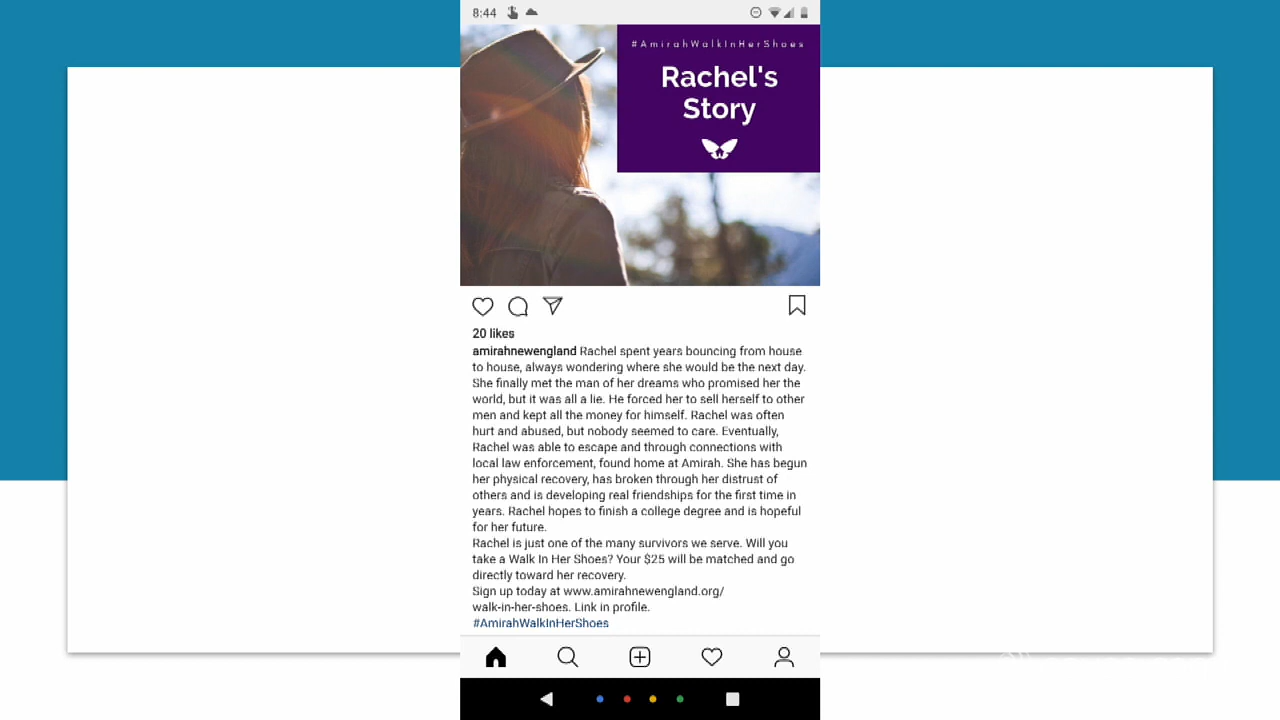 8:44
#AmirahWalkInHerShoes
Rachel's
Story
20 likes
amirahnewengland Rachel spent years bouncing from house
to house, always wondering where she would be the next day.
She finally met the man of her dreams who promised her the
world, but it was all a lie. He forced her to sell herself to other
men and kept all the money for himself. Rachel was often
hurt and abused, but nobody seemed to care. Eventually,
Rachel was able to escape and through connections with
local law enforcement, found home at Amirah. She has begun
her physical recovery, has broken through her distrust of
others and is developing real friendships for the first time in
years. Rachel hopes to finish a college degree and is hopeful
for her future.
Rachel is just one of the many survivors we serve. Will you
take a Walk In Her Shoes? Your $25 will be matched and go
directly toward her recovery.
Sign up today at www.amirahnewengland.org/
walk-in-her-shoes. Link in profile.
#AmirahWalkInHerShoes